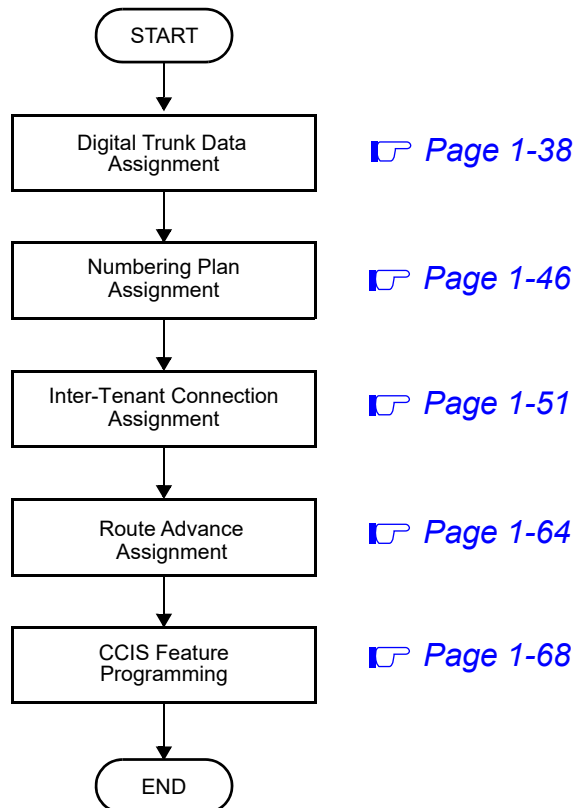 START
Digital Trunk Data
Assignment
Page 1-38
Numbering Plan
Assignment
Page 1-46
Inter-Tenant Connection
Assignment
Page 1-51
Route Advance
Assignment
Page 1-64
CCIS Feature
Programming
Page 1-68
END